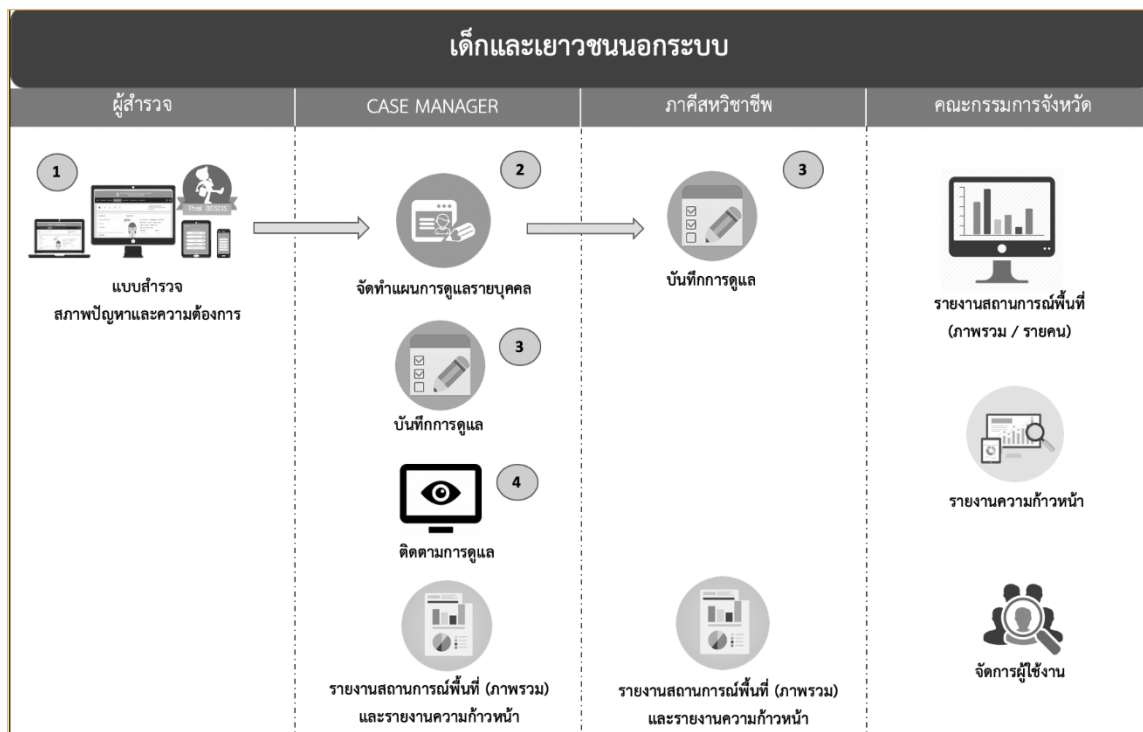 เด็กและเยาวชนนอกระบบ
ผู้สำรวจ
CASE MANAGER
ภาคีสหวิชาชีพ
คณะกรรมการจังหวัด
1
Thai OOSCIS
แบบสำรวจ
สภาพปัญหาและความต้องการ
2
จัดทำแผนการดูแลรายบุคคล
3
บันทึกการดูแล
4
ติดตามการดูแล
รายงานสถานการณ์พื้นที่ (ภาพรวม)
และรายงานความก้าวหน้า
3
บันทึกการดูแล
รายงานสถานการณ์พื้นที่ (ภาพรวม)
และรายงานความก้าวหน้า
รายงานสถานการณ์พื้นที่
(ภาพรวม / รายคน)
รายงานความก้าวหน้า
จัดการผู้ใช้งาน